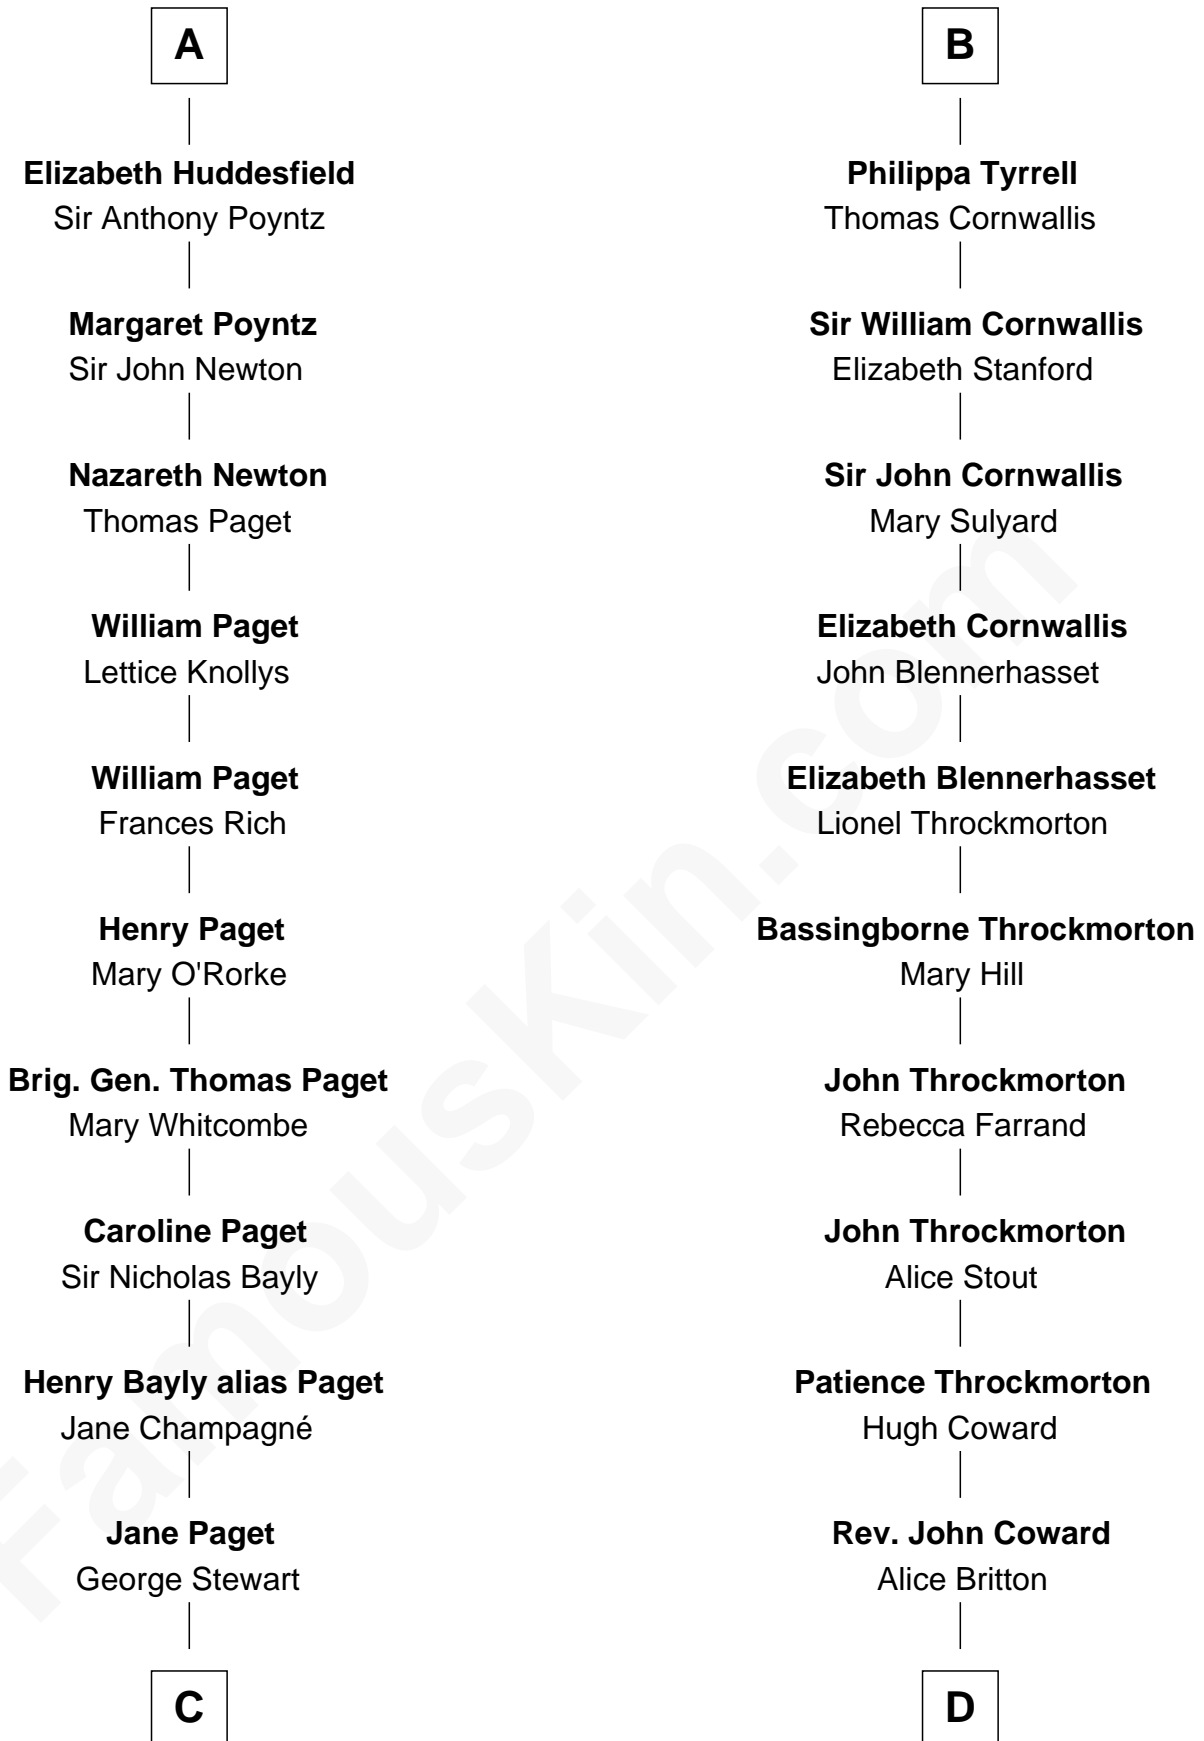 A
Elizabeth Huddesfield
Sir Anthony Poyntz
Margaret Poyntz
Sir John Newton
Nazareth Newton
Thomas Paget
William Paget
Lettice Knollys
William Paget
Frances Rich
Henry Paget
Mary O'Rorke
Brig. Gen. Thomas Paget
Mary Whitcombe
Caroline Paget
Sir Nicholas Bayly
Henry Bayly alias Paget
Jane Champagné
Jane Paget
George Stewart
C
B
Philippa Tyrrell
Thomas Cornwallis
Sir William Cornwallis
Elizabeth Stanford
Sir John Cornwallis
Mary Sulyard
Elizabeth Cornwallis
John Blennerhasset
Elizabeth Blennerhasset
Lionel Throckmorton
Bassingborne Throckmorton
Mary Hill
John Throckmorton
Rebecca Farrand
John Throckmorton
Alice Stout
Patience Throckmorton
Hugh Coward
Rev. John Coward
Alice Britton
D
FamousKin.com